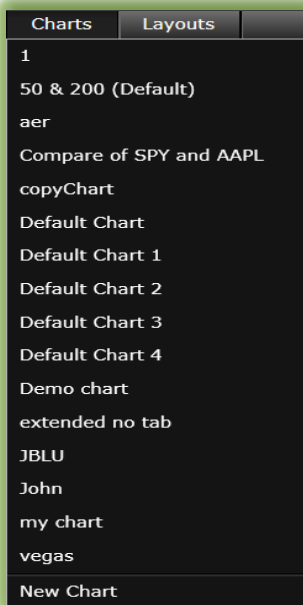 Charts Layouts
1
50 & 200 (Default)
aer
Compare of SPY and AAPL
copyChart
Default Chart
Default Chart 1
Default Chart 2
Default Chart 3
Default Chart 4
Demo chart
extended no tab
JBLU
John
my chart
vegas
New Chart